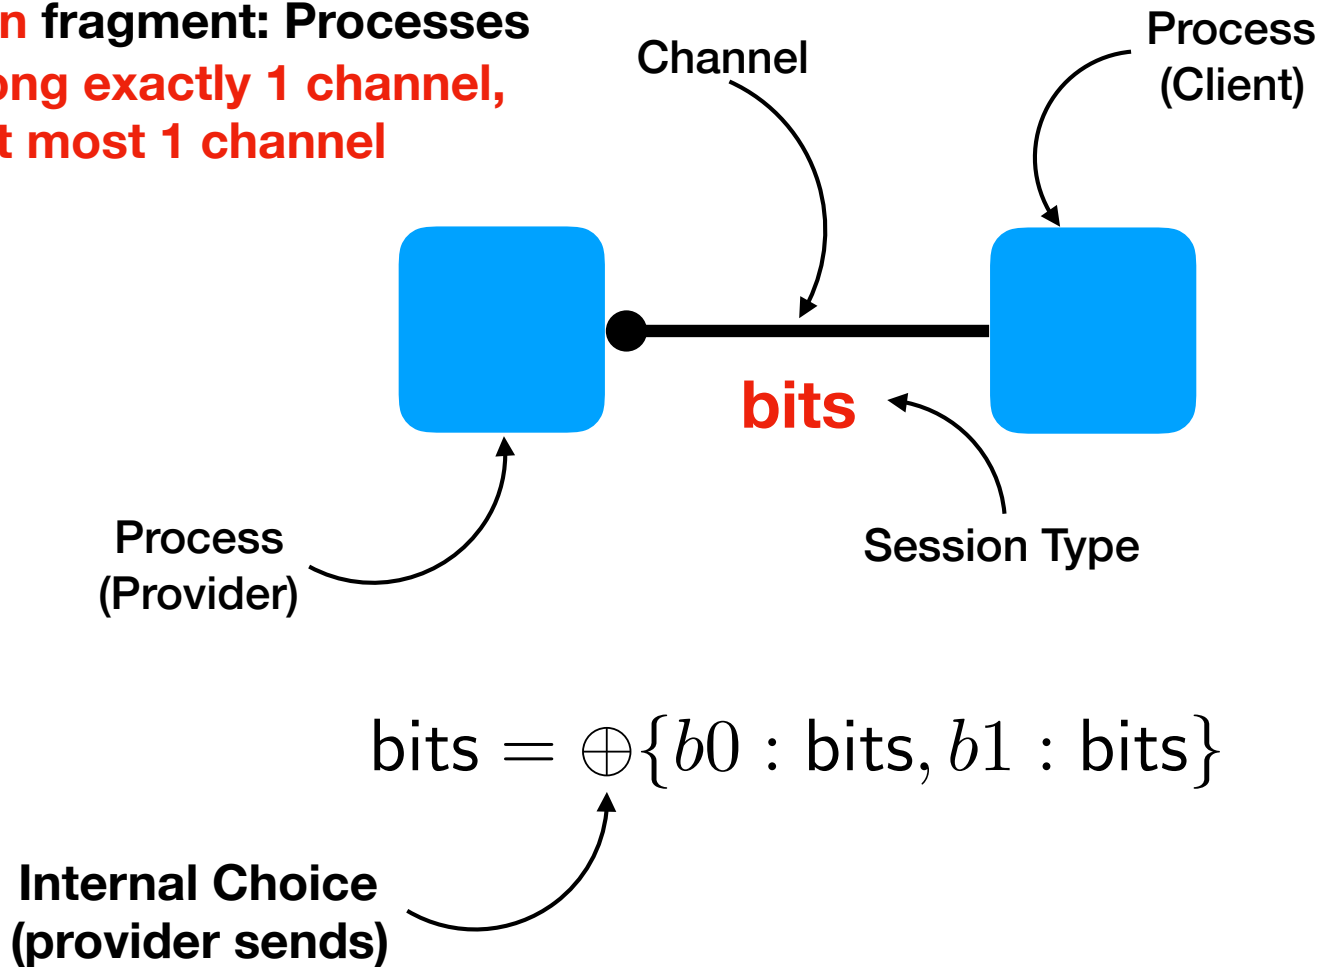 fragment: Processes
exactly 1 channel,
most 1 channel
Channel
Process
(Client)
bits
Process
(Provider)
Session Type
bits = ⊕{b0 : bits, b1 : bits}
Internal Choice
(provider sends)